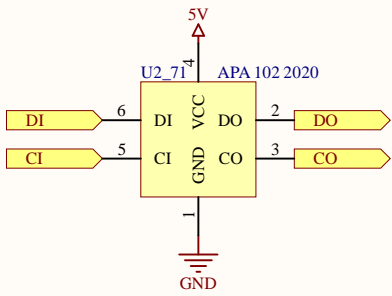 5V
4
U2_71 APA 102 2020
DI 6 DI VCC DO 2 DO
CI 5 CI GND CO 3 CO
1
GND